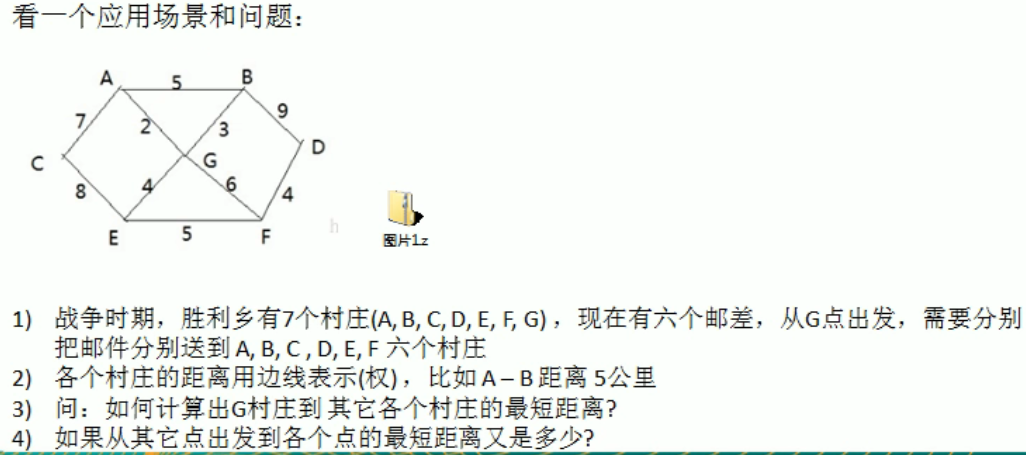 看一个应用场景和问题：
A 5 B
7 2 3 9
C G D
8 4 6 4
E 5 F
h
图片1.z
1) 战争时期，胜利乡有7个村庄(A, B, C, D, E, F, G) ，现在有六个邮差，从G点出发，需要分别
把邮件分别送到 A, B, C , D, E, F 六个村庄
2) 各个村庄的距离用边线表示(权) ，比如 A – B 距离 5公里
3) 问：如何计算出G村庄到 其它各个村庄的最短距离?
4) 如果从其它点出发到各个点的最短距离又是多少?